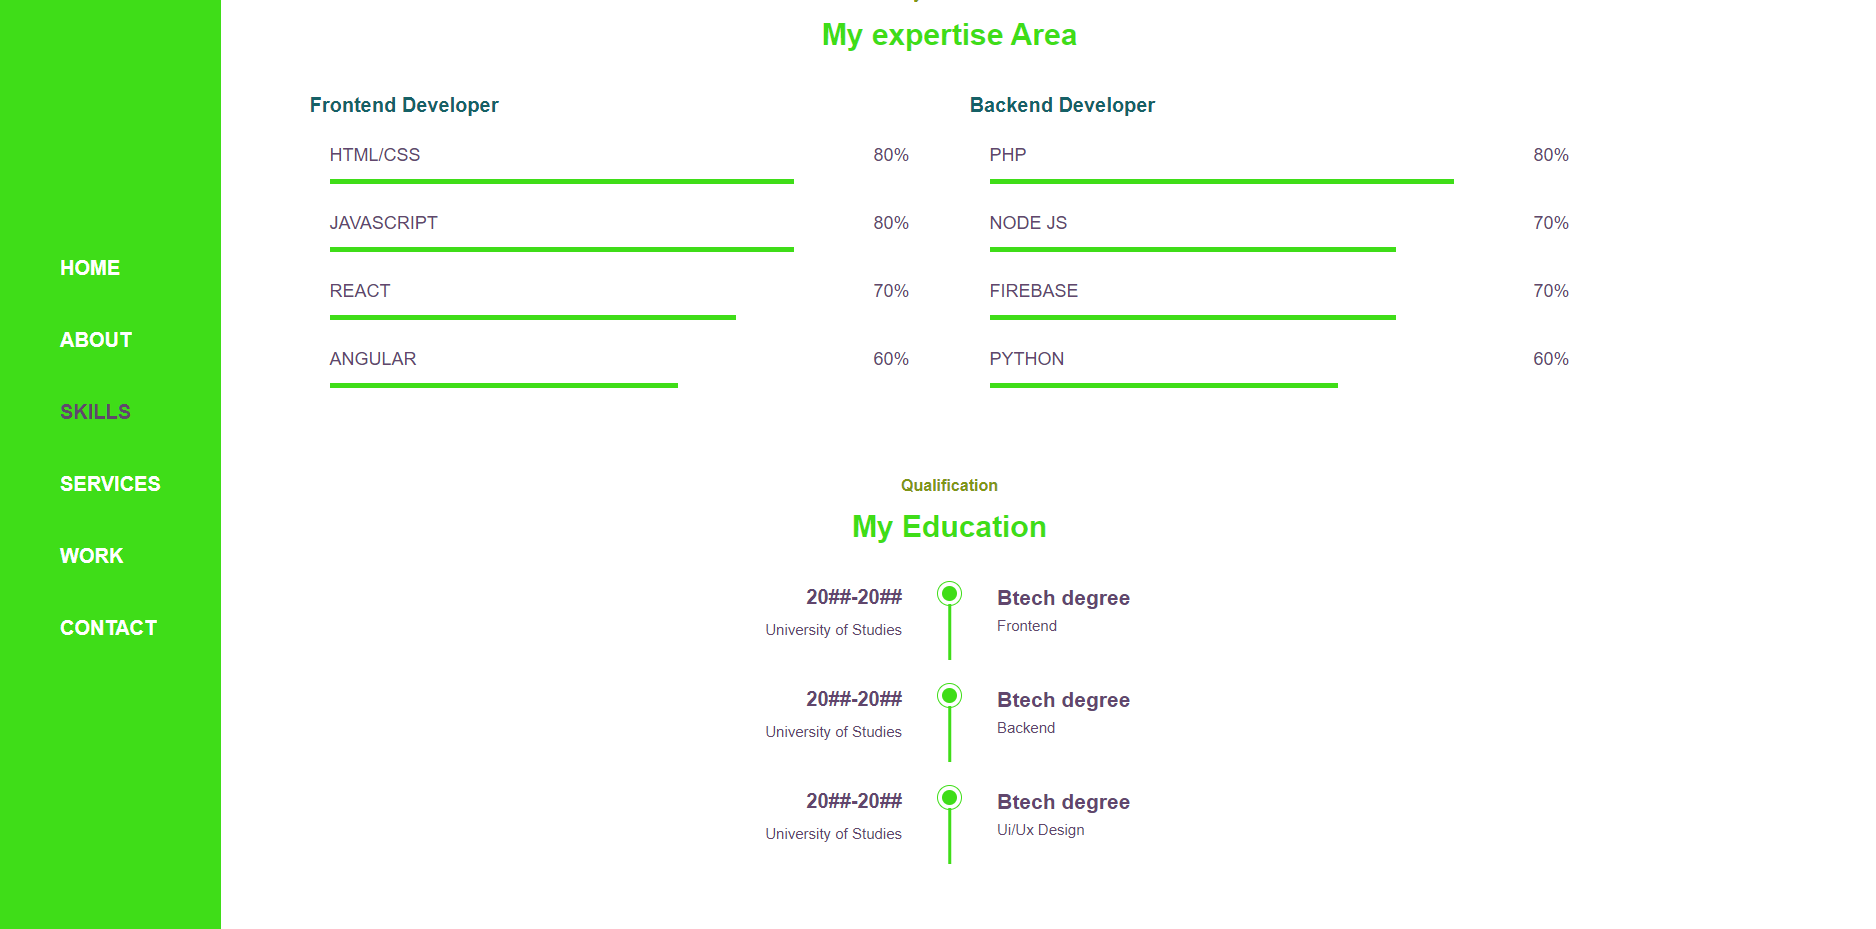 My expertise Area
HOME
ABOUT
SKILLS
SERVICES
WORK
CONTACT
Frontend Developer
HTML/CSS 80%
JAVASCRIPT 80%
REACT 70%
ANGULAR 60%
Backend Developer
PHP 80%
NODE JS 70%
FIREBASE 70%
PYTHON 60%
Qualification
My Education
20##-20## Btech degree
University of Studies Frontend
20##-20## Btech degree
University of Studies Backend
20##-20## Btech degree
University of Studies Ui/Ux Design